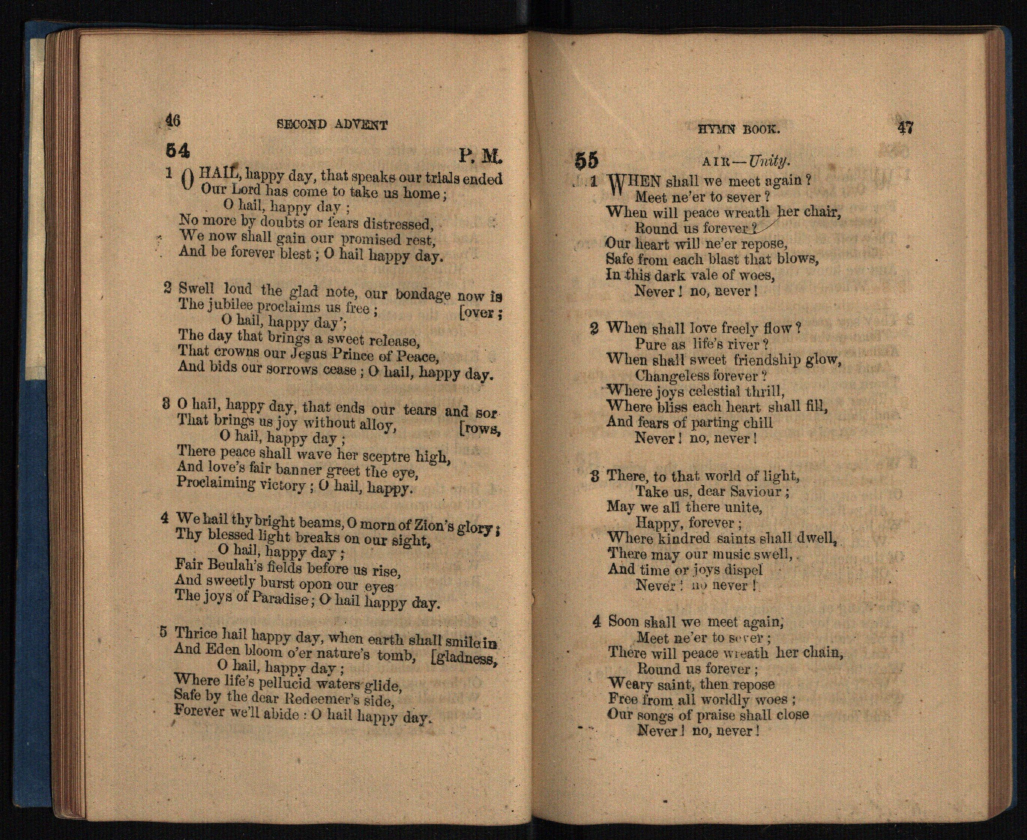 46 SECOND ADVENT
54 P. M.
1 O HAIL, happy day, that speaks our trials ended
Our Lord has come to take us home;
O hail, happy day;
No more by doubts or fears distressed,
We now shall gain our promised rest,
And be forever blest; O hail happy day.
2 Swell loud the glad note, our bondage now is
The jubilee proclaims us free; [over;
O hail, happy day;
The day that brings a sweet release,
That crowns our Jesus Prince of Peace,
And bids our sorrows cease; O hail, happy day.
3 O hail, happy day, that ends our tears and sor-
That brings us joy without alloy, [rows,
O hail, happy day;
There peace shall wave her sceptre high,
And love's fair banner greet the eye,
Proclaiming victory; O hail, happy.
4 We hail thy bright beams, O morn of Zion's glory;
Thy blessed light breaks on our sight,
O hail, happy day;
Fair Beulah's fields before us rise,
And sweetly burst opon our eyes
The joys of Paradise; O hail happy day.
5 Thrice hail happy day, when earth shall smile in
And Eden bloom o'er nature's tomb, [gladness,
O hail, happy day;
Where life's pellucid waters glide,
Safe by the dear Redeemer's side,
Forever we'll abide: O hail happy day.
HYMN BOOK. 47
55 AIR—Unity.
1 WHEN shall we meet again?
Meet ne'er to sever?
When will peace wreath her chair,
Round us forever?
Our heart will ne'er repose,
Safe from each blast that blows,
In this dark vale of woes,
Never! no, never!
2 When shall love freely flow?
Pure as life's river?
When shall sweet friendship glow,
Changeless forever?
Where joys celestial thrill,
Where bliss each heart shall fill,
And fears of parting chill
Never! no, never!
3 There, to that world of light,
Take us, dear Saviour;
May we all there unite,
Happy, forever;
Where kindred saints shall dwell,
There may our music swell,
And time or joys dispel
Never! no never!
4 Soon shall we meet again,
Meet ne'er to sever;
There will peace wreath her chain,
Round us forever;
Weary saint, then repose
Free from all worldly woes;
Our songs of praise shall close
Never! no, never!